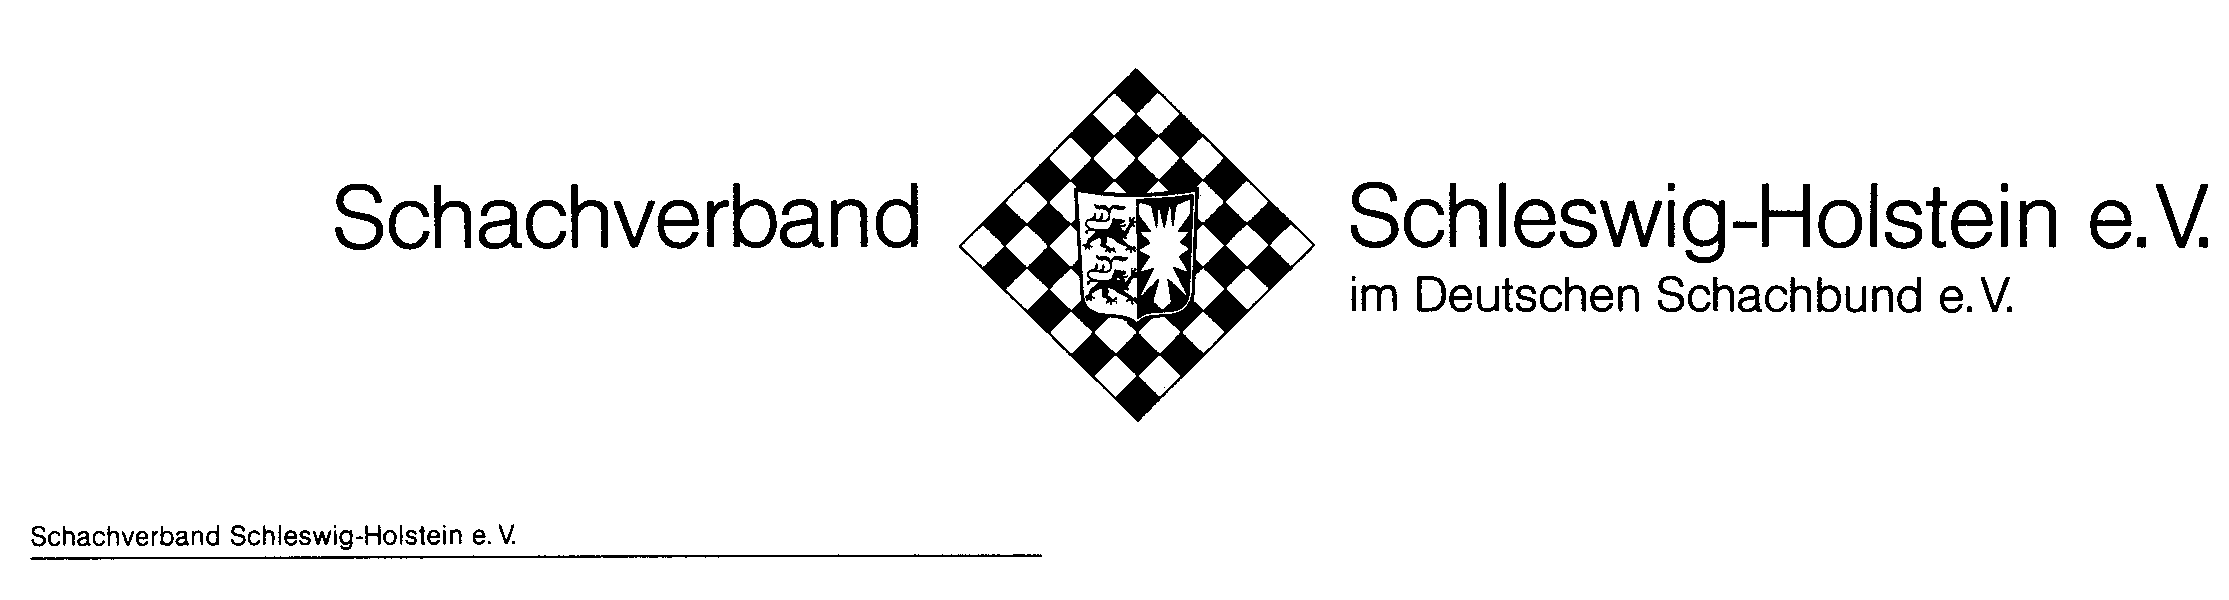 Schachverband Schleswig-Holstein e.V.
im Deutschen Schachbund e.V.
Schachverband Schleswig-Holstein e. V.